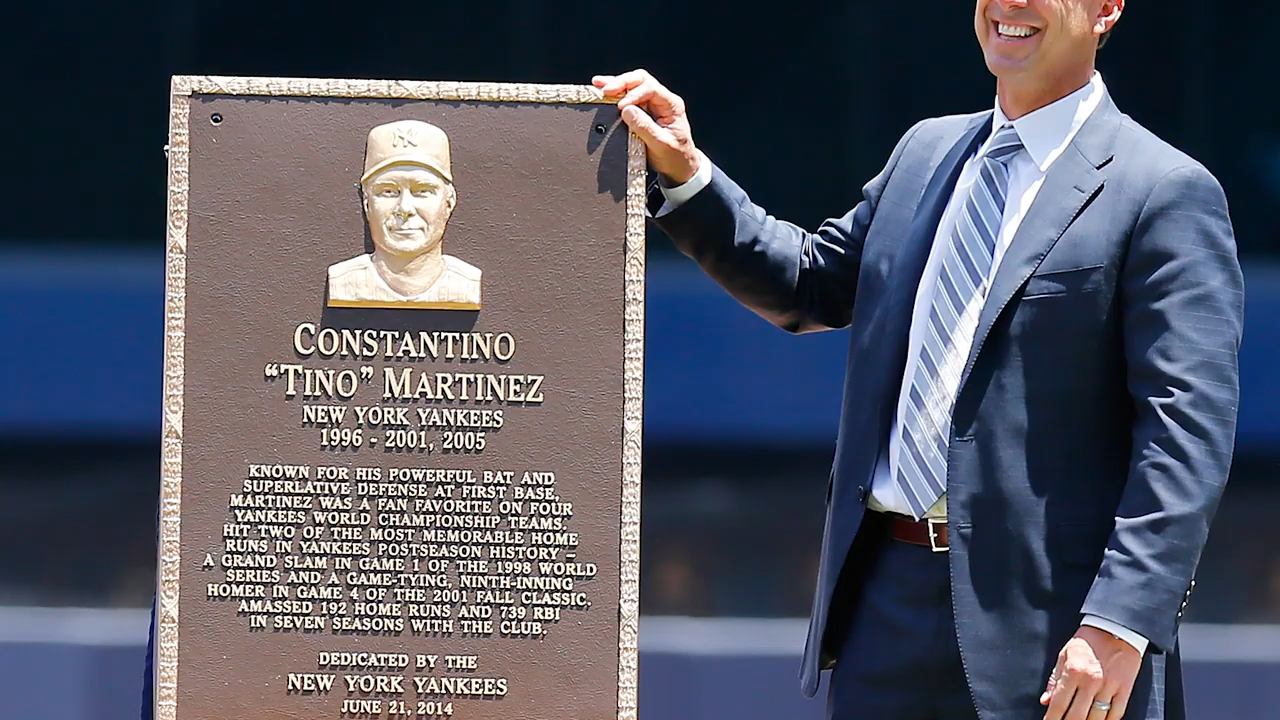 NY
CONSTANTINO
“TINO” MARTINEZ
NEW YORK YANKEES
1996 - 2001, 2005
KNOWN FOR HIS POWERFUL BAT AND
SUPERLATIVE DEFENSE AT FIRST BASE,
MARTINEZ WAS A FAN FAVORITE ON FOUR
YANKEES WORLD CHAMPIONSHIP TEAMS.
HIT TWO OF THE MOST MEMORABLE HOME
RUNS IN YANKEES POSTSEASON HISTORY –
A GRAND SLAM IN GAME 1 OF THE 1998 WORLD
SERIES AND A GAME-TYING, NINTH-INNING
HOMER IN GAME 4 OF THE 2001 FALL CLASSIC.
AMASSED 192 HOME RUNS AND 739 RBI
IN SEVEN SEASONS WITH THE CLUB.
DEDICATED BY THE
NEW YORK YANKEES
JUNE 21, 2014